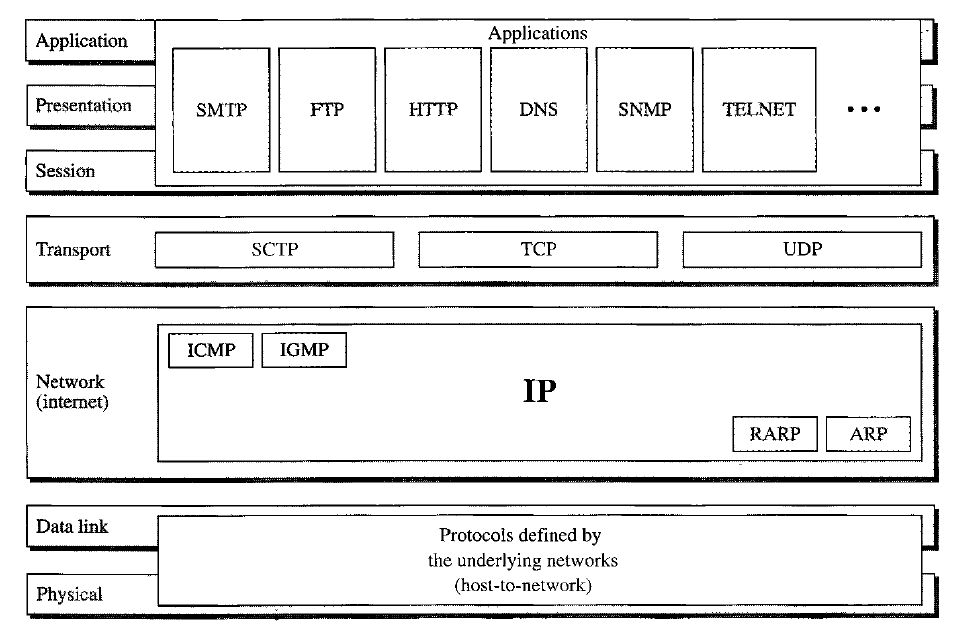 Application
Applications
Presentation
SMTP
FTP
HTTP
DNS
SNMP
TELNET
...
Session
Transport
SCTP
TCP
UDP
Network
(internet)
ICMP
IGMP
IP
RARP
ARP
Data link
Physical
Protocols defined by
the underlying networks
(host-to-network)